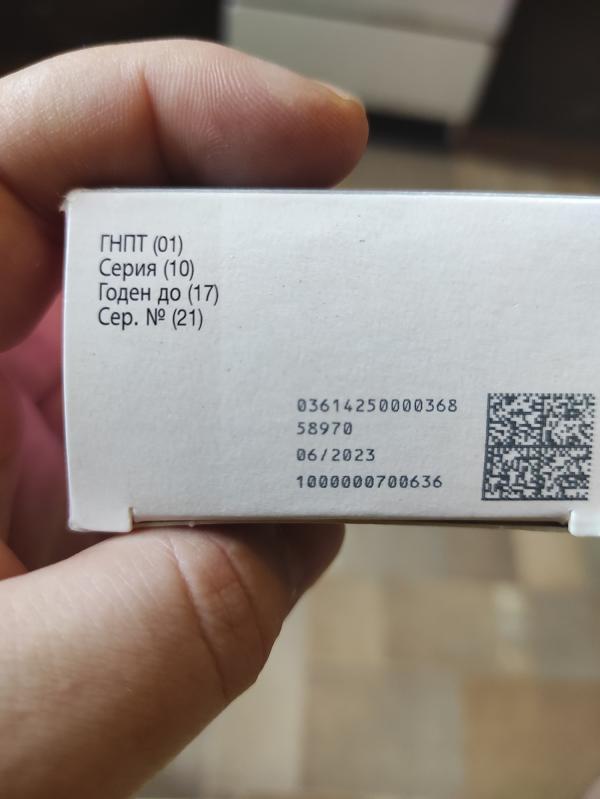 ГНПТ (01)
Серия (10)
Годен до (17)
Сер. № (21)
03614250000368
58970
06/2023
1000000700636